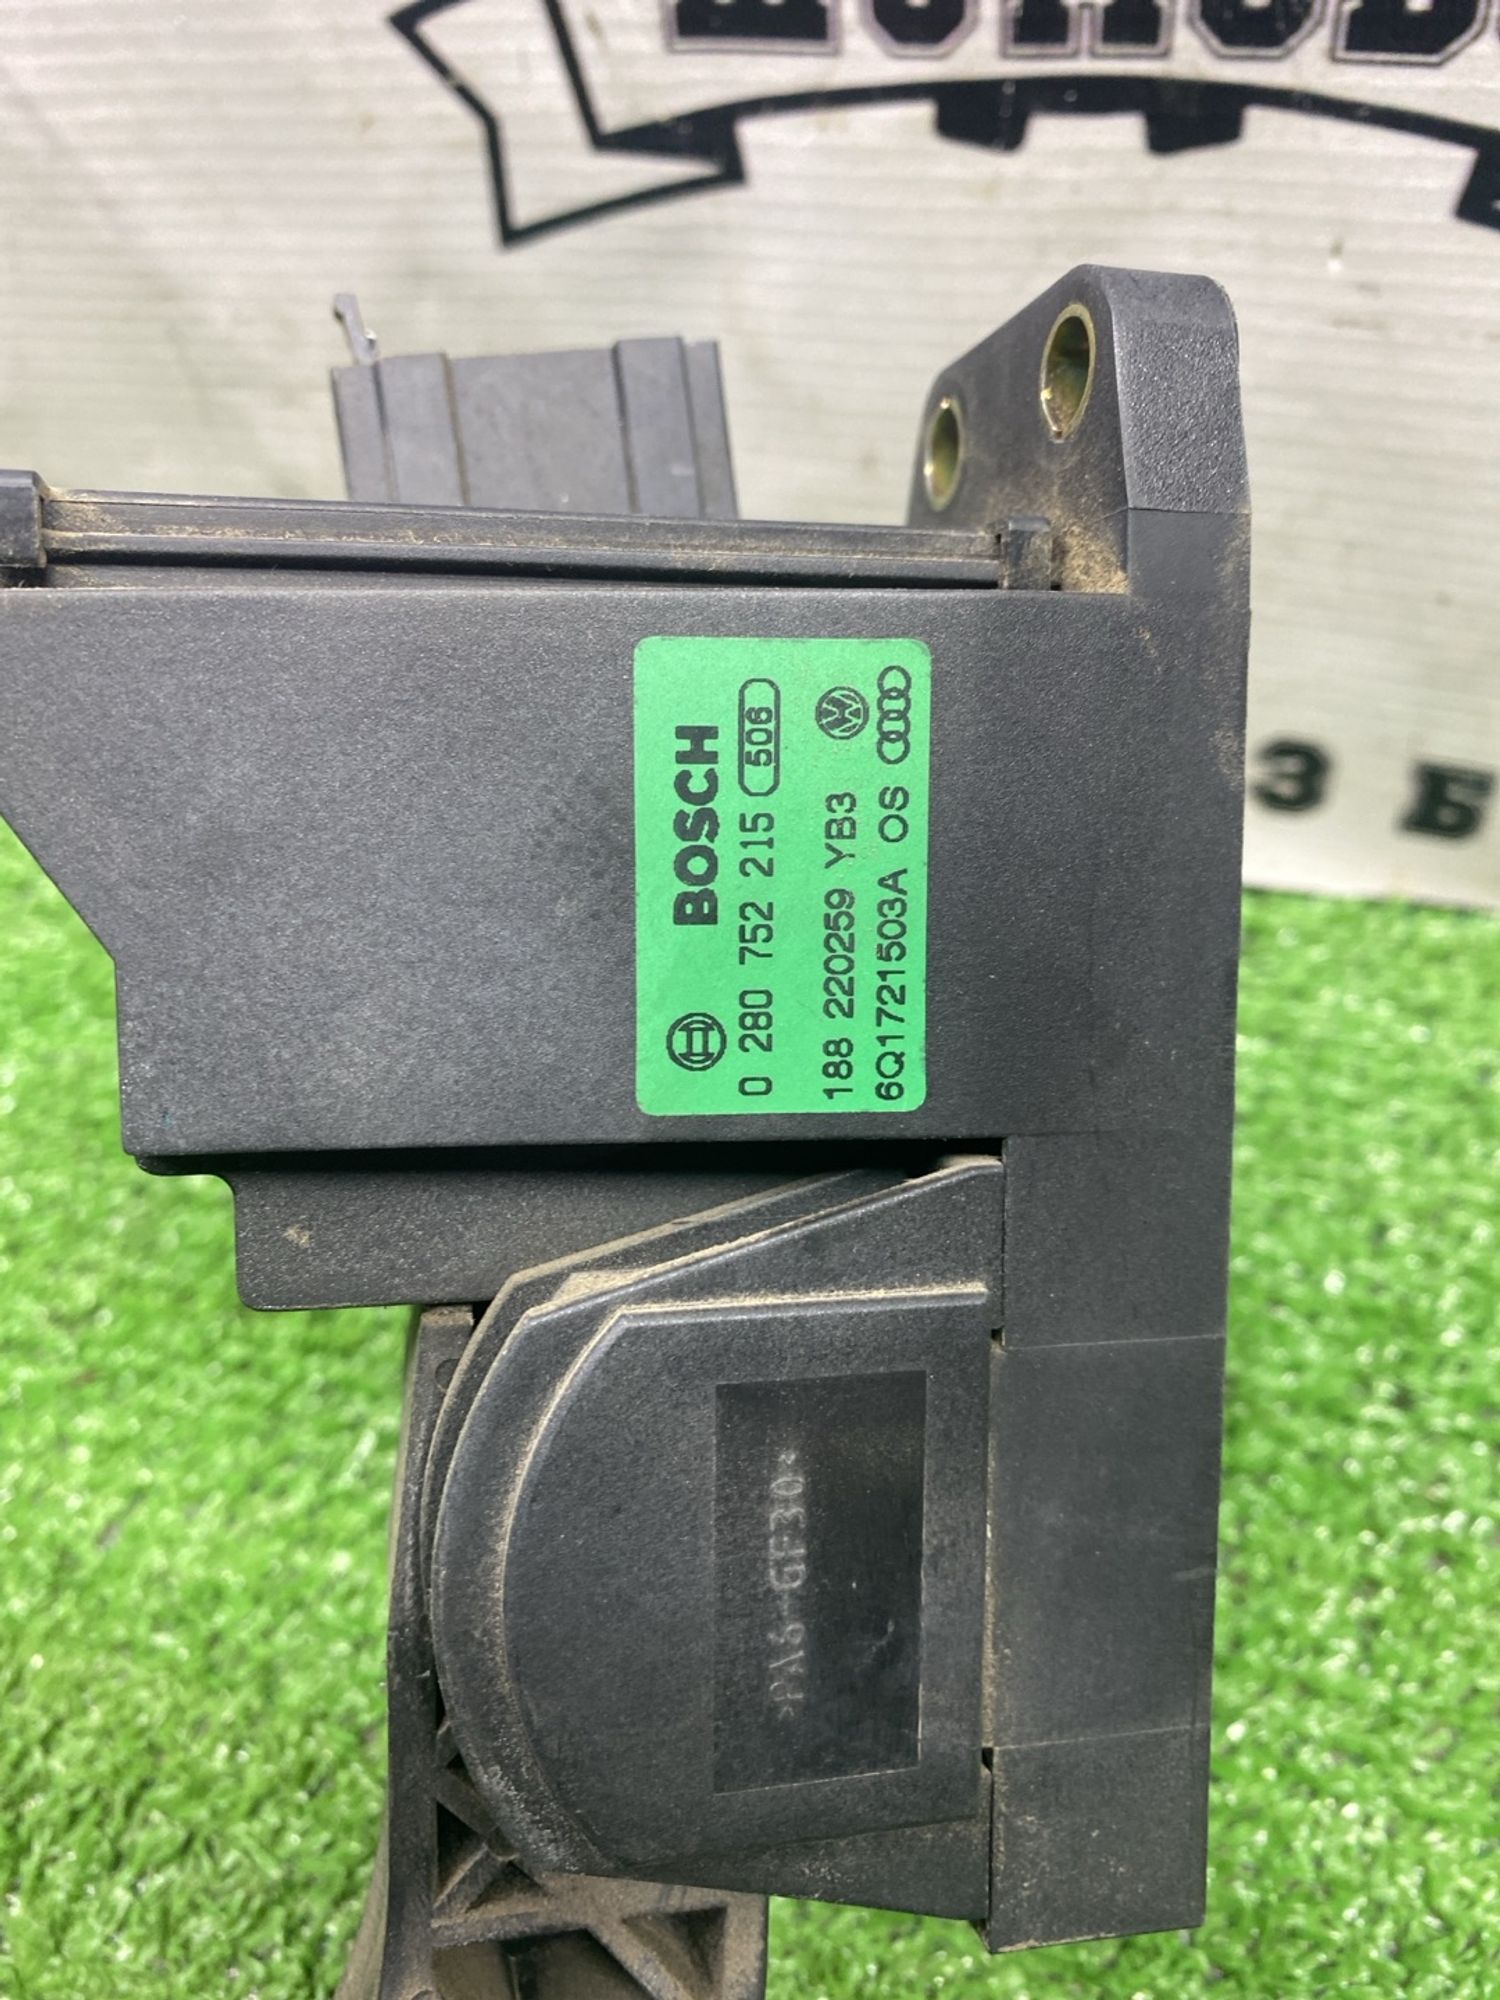 BOSCH
0 280 752 215 506
188 220259 YB3
6Q1721503A OS
>PA6-GF30<
З Б